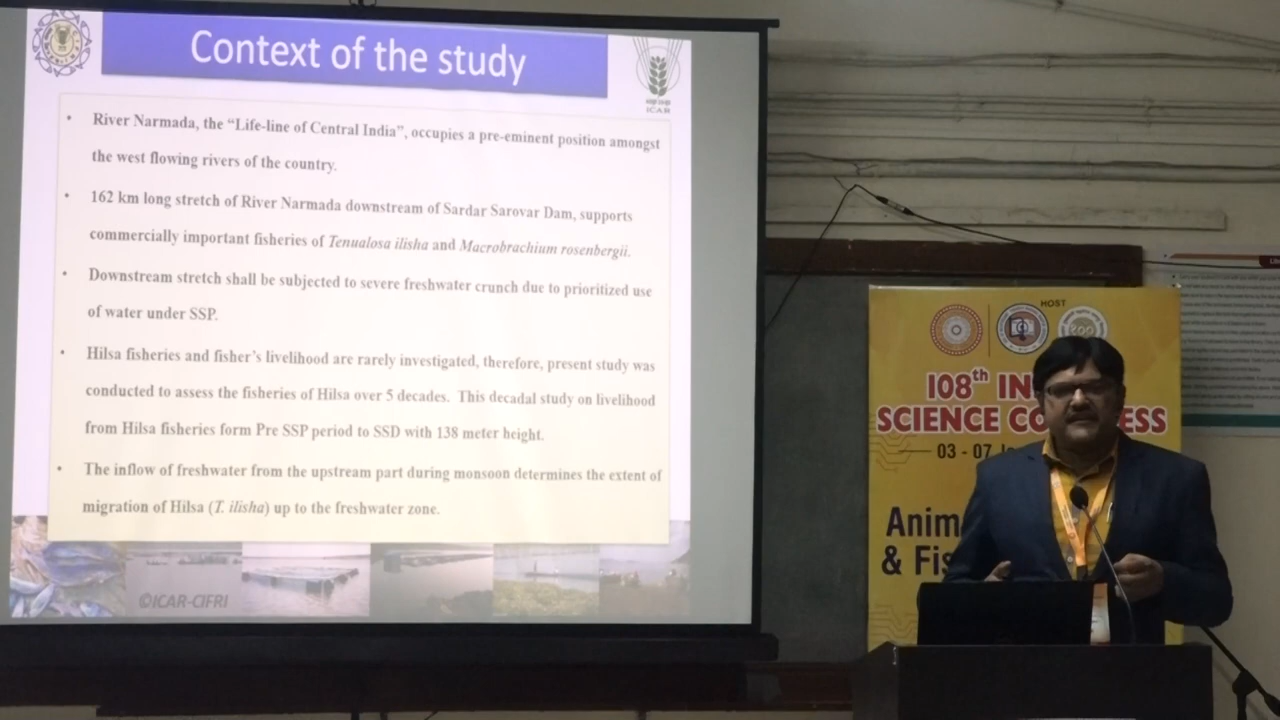 Context of the study
ICAR
• River Narmada, the “Life-line of Central India”, occupies a pre-eminent position amongst
the west flowing rivers of the country.
• 162 km long stretch of River Narmada downstream of Sardar Sarovar Dam, supports
commercially important fisheries of Tenualosa ilisha and Macrobrachium rosenbergii.
• Downstream stretch shall be subjected to severe freshwater crunch due to prioritized use
of water under SSP.
• Hilsa fisheries and fisher’s livelihood are rarely investigated, therefore, present study was
conducted to assess the fisheries of Hilsa over 5 decades. This decadal study on livelihood
from Hilsa fisheries form Pre SSP period to SSD with 138 meter height.
• The inflow of freshwater from the upstream part during monsoon determines the extent of
migration of Hilsa (T. ilisha) up to the freshwater zone.
©ICAR-CIFRI
HOST
108th IN
SCIENCE CO ESS
03 - 07 J
Anim
& Fis